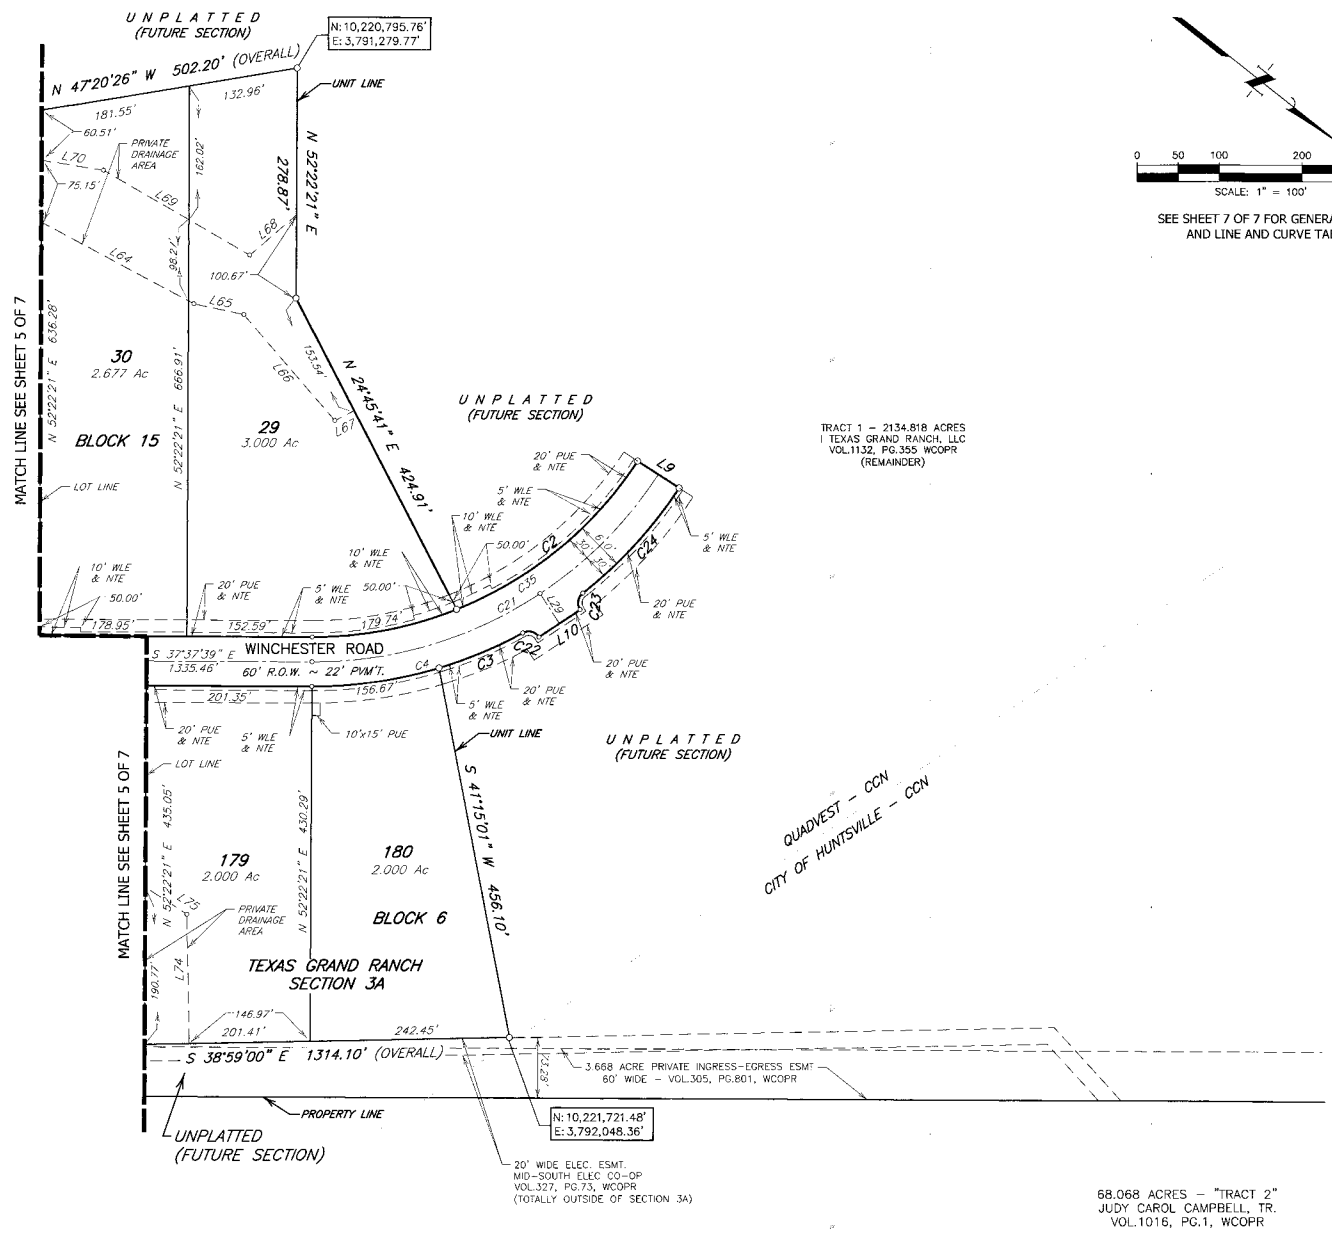 UNPLATTED
(FUTURE SECTION)
N: 10,220,795.76'
E: 3,791,279.77'
N 47°20'26" W 502.20' (OVERALL)
UNIT LINE
132.96'
181.55'
60.51'
PRIVATE
DRAINAGE
AREA
162.02'
N 52°22'21" E
278.87'
L70
75.15'
L69
L68
L64
98.27'
100.67'
L65
0 50 100 200
SCALE: 1" = 100'
SEE SHEET 7 OF 7 FOR GENERA
AND LINE AND CURVE TA
MATCH LINE SEE SHEET 5 OF 7
N 52°22'21" E 636.28'
30
2.677 Ac
N 52°22'21" E 666.91'
153.54'
L66
N 24°45'41" E 424.91'
L67
29
3.000 Ac
BLOCK 15
LOT LINE
UNPLATTED
(FUTURE SECTION)
TRACT 1 - 2134.818 ACRES
I TEXAS GRAND RANCH, LLC
VOL.1132, PG.355 WCOPR
(REMAINDER)
20' PUE
& NTE
L9
5' WLE
& NTE
10' WLE
& NTE
50.00'
C2
60'
30'
30'
C24
5' WLE
& NTE
10' WLE
& NTE
10' WLE
& NTE
50.00'
20' PUE
& NTE
5' WLE
& NTE
50.00'
C35
C21
L29
C23
20' PUE
& NTE
178.95'
152.59'
179.74'
L10
C22
S 37°37'39" E
1335.46'
WINCHESTER ROAD
60' R.O.W. ~ 22' PVM'T.
C4
C3
20' PUE
& NTE
20' PUE
& NTE
201.35'
156.67'
5' WLE
& NTE
20' PUE
& NTE
5' WLE
& NTE
10'x15' PUE
UNIT LINE
UNPLATTED
(FUTURE SECTION)
LOT LINE
MATCH LINE SEE SHEET 5 OF 7
N 52°22'21" E 435.05'
N 52°22'21" E 430.29'
S 41°15'01" W 456.10'
QUADVEST - CCN
CITY OF HUNTSVILLE - CCN
179
2.000 Ac
180
2.000 Ac
L75
PRIVATE
DRAINAGE
AREA
BLOCK 6
TEXAS GRAND RANCH
SECTION 3A
190.77'
L74
146.97'
201.41'
242.45'
S 38°59'00" E 1314.10' (OVERALL)
73.28'
3.668 ACRE PRIVATE INGRESS-EGRESS ESMT
60' WIDE - VOL.305, PG.801, WCOPR
PROPERTY LINE
N: 10,221,721.48'
E: 3,792,048.36'
UNPLATTED
(FUTURE SECTION)
20' WIDE ELEC. ESMT.
MID-SOUTH ELEC CO-OP
VOL.327, PG.73, WCOPR
(TOTALLY OUTSIDE OF SECTION 3A)
68.068 ACRES - "TRACT 2"
JUDY CAROL CAMPBELL, TR.
VOL.1016, PG.1, WCOPR